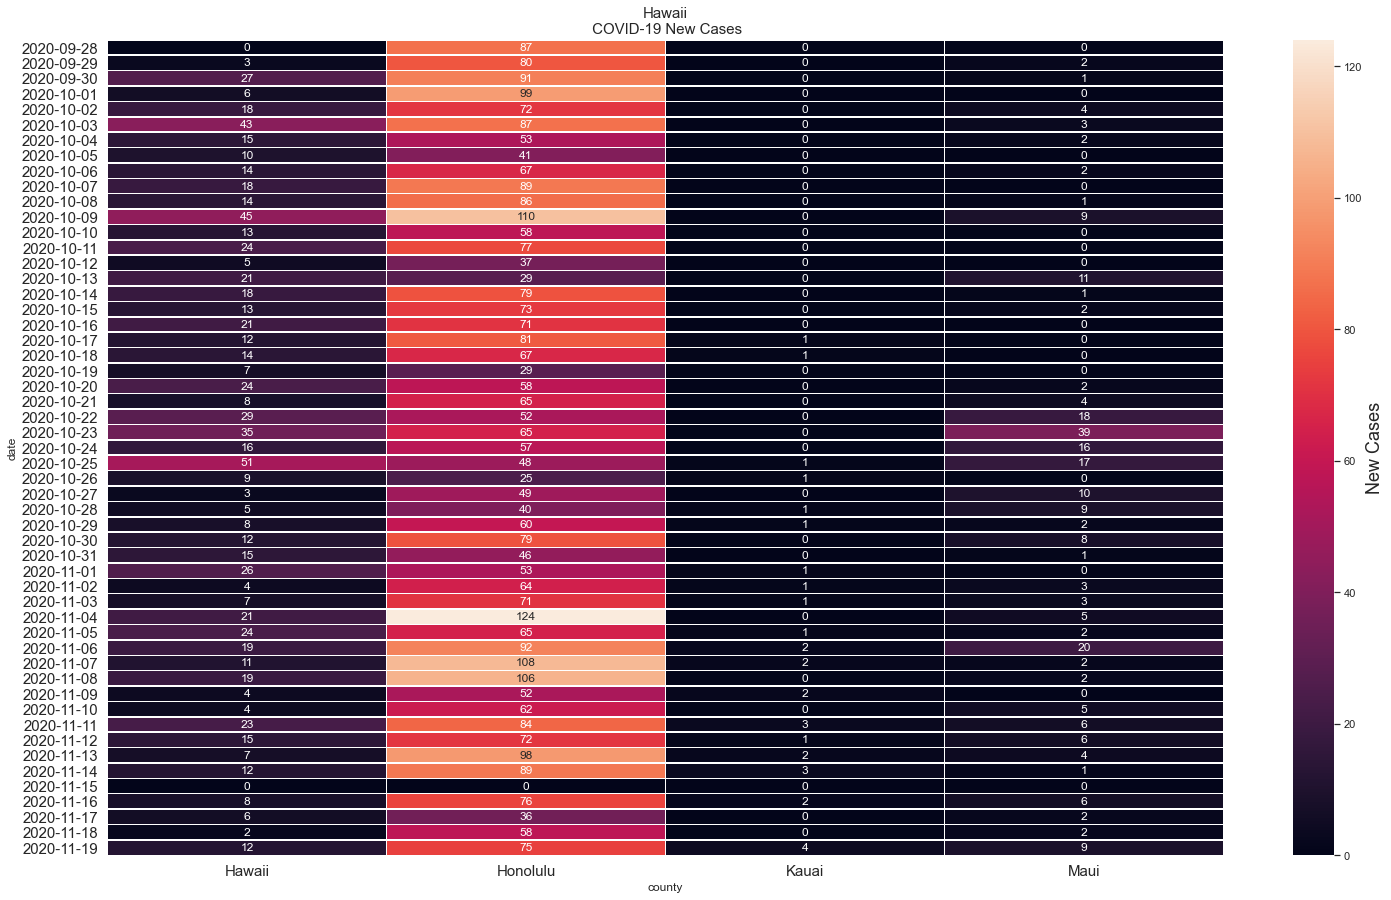 Hawaii
COVID-19 New Cases
2020-09-28 0 87 0 0
2020-09-29 3 80 0 2
2020-09-30 27 91 0 1
2020-10-01 6 99 0 0
2020-10-02 18 72 0 4
2020-10-03 43 87 0 3
2020-10-04 15 53 0 2
2020-10-05 10 41 0 0
2020-10-06 14 67 0 2
2020-10-07 18 89 0 0
2020-10-08 14 86 0 1
2020-10-09 45 110 0 9
2020-10-10 13 58 0 0
2020-10-11 24 77 0 0
2020-10-12 5 37 0 0
2020-10-13 21 29 0 11
2020-10-14 18 79 0 1
2020-10-15 13 73 0 2
2020-10-16 21 71 0 0
2020-10-17 12 81 1 0
2020-10-18 14 67 1 0
2020-10-19 7 29 0 0
2020-10-20 24 58 0 2
2020-10-21 8 65 0 4
2020-10-22 29 52 0 18
2020-10-23 35 65 0 39
2020-10-24 16 57 0 16
2020-10-25 51 48 1 17
2020-10-26 9 25 1 0
2020-10-27 3 49 0 10
2020-10-28 5 40 1 9
2020-10-29 8 60 1 2
2020-10-30 12 79 0 8
2020-10-31 15 46 0 1
2020-11-01 26 53 1 0
2020-11-02 4 64 1 3
2020-11-03 7 71 1 3
2020-11-04 21 124 0 5
2020-11-05 24 65 1 2
2020-11-06 19 92 2 20
2020-11-07 11 108 2 2
2020-11-08 19 106 0 2
2020-11-09 4 52 2 0
2020-11-10 4 62 0 5
2020-11-11 23 84 3 6
2020-11-12 15 72 1 6
2020-11-13 7 98 2 4
2020-11-14 12 89 3 1
2020-11-15 0 0 0 0
2020-11-16 8 76 2 6
2020-11-17 6 36 0 2
2020-11-18 2 58 0 2
2020-11-19 12 75 4 9
Hawaii Honolulu Kauai Maui
county
date
120
100
80
60
40
20
0
New Cases